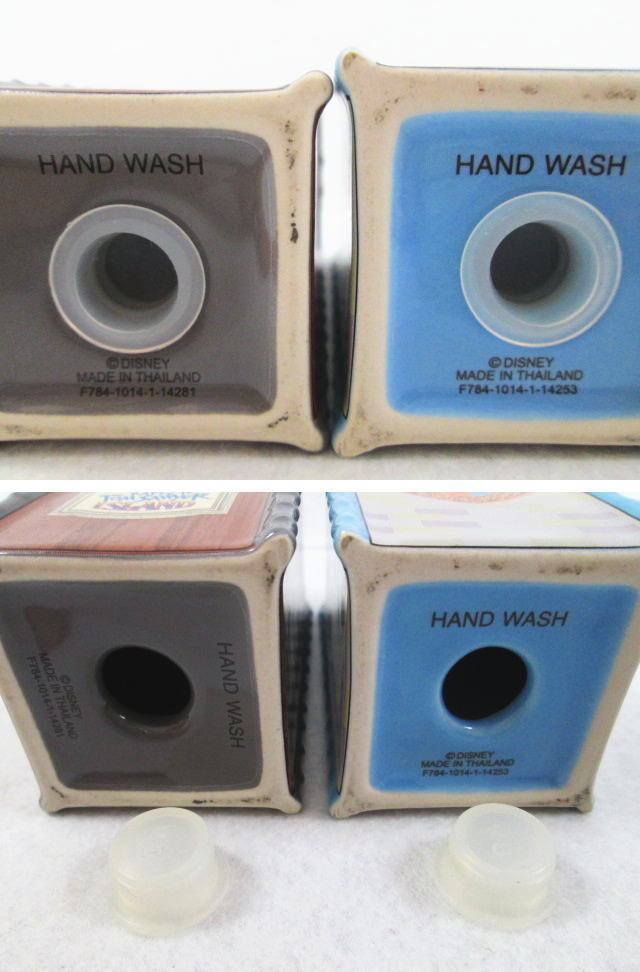 HAND WASH
© DISNEY
MADE IN THAILAND
F784-1014-1-14281
HAND WASH
© DISNEY
MADE IN THAILAND
F784-1014-1-14253
ISLAND
HAND WASH
© DISNEY
MADE IN THAILAND
F784-1014-1-14281
HAND WASH
© DISNEY
MADE IN THAILAND
F784-1014-1-14253